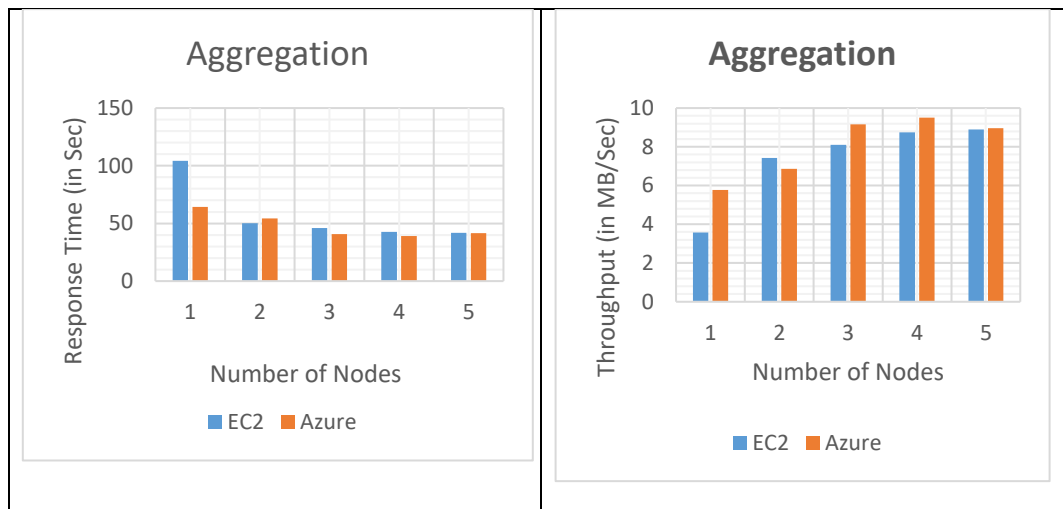 Aggregation
150
100
50
0
Response Time (in Sec)
1 2 3 4 5
Number of Nodes
EC2 Azure
Aggregation
10
8
6
4
2
0
Throughput (in MB/Sec)
1 2 3 4 5
Number of Nodes
EC2 Azure